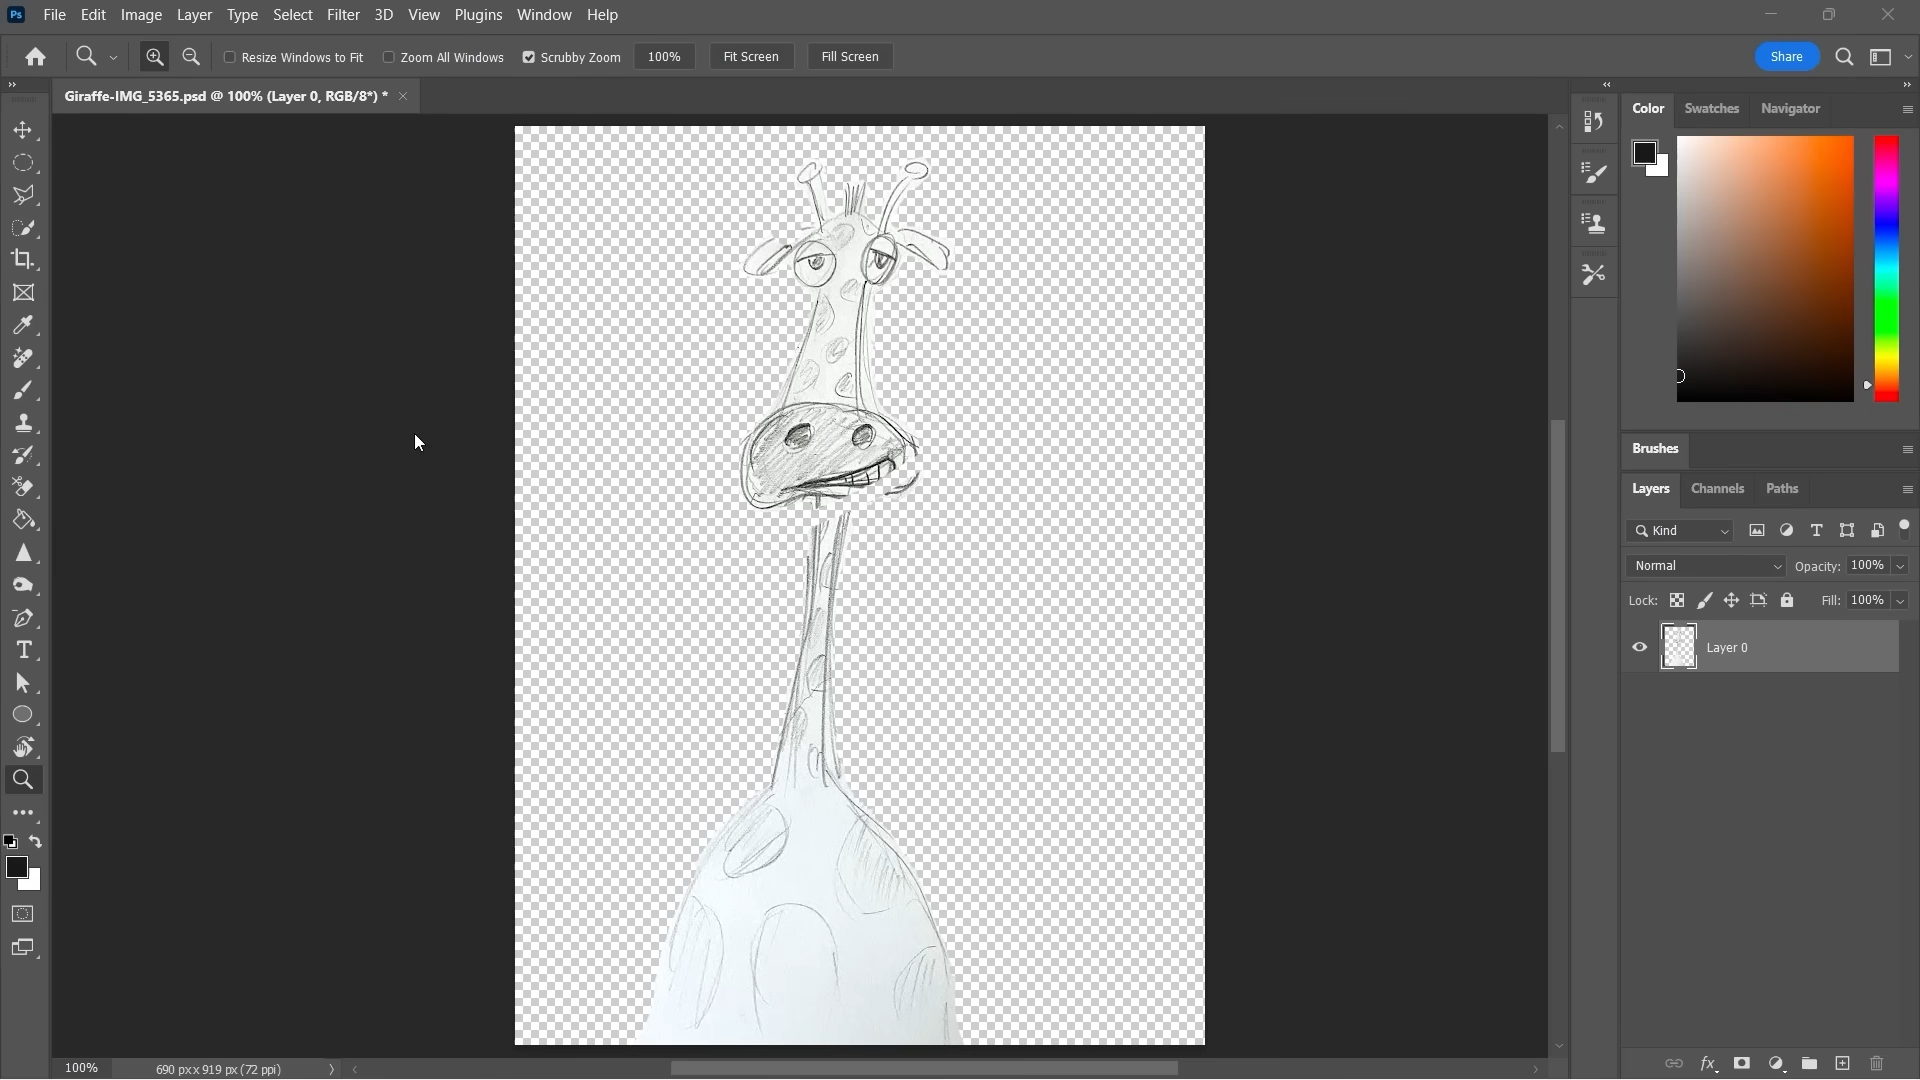 Ps File Edit Image Layer Type Select Filter 3D View Plugins Window Help
Resize Windows to Fit Zoom All Windows Scrubby Zoom 100% Fit Screen Fill Screen Share
Giraffe-IMG_5365.psd @ 100% (Layer 0, RGB/8*) *
Color Swatches Navigator
Brushes
Layers Channels Paths
Kind
Normal Opacity: 100%
Lock: Fill: 100%
Layer 0
fx
100% 690 px x 919 px (72 ppi)